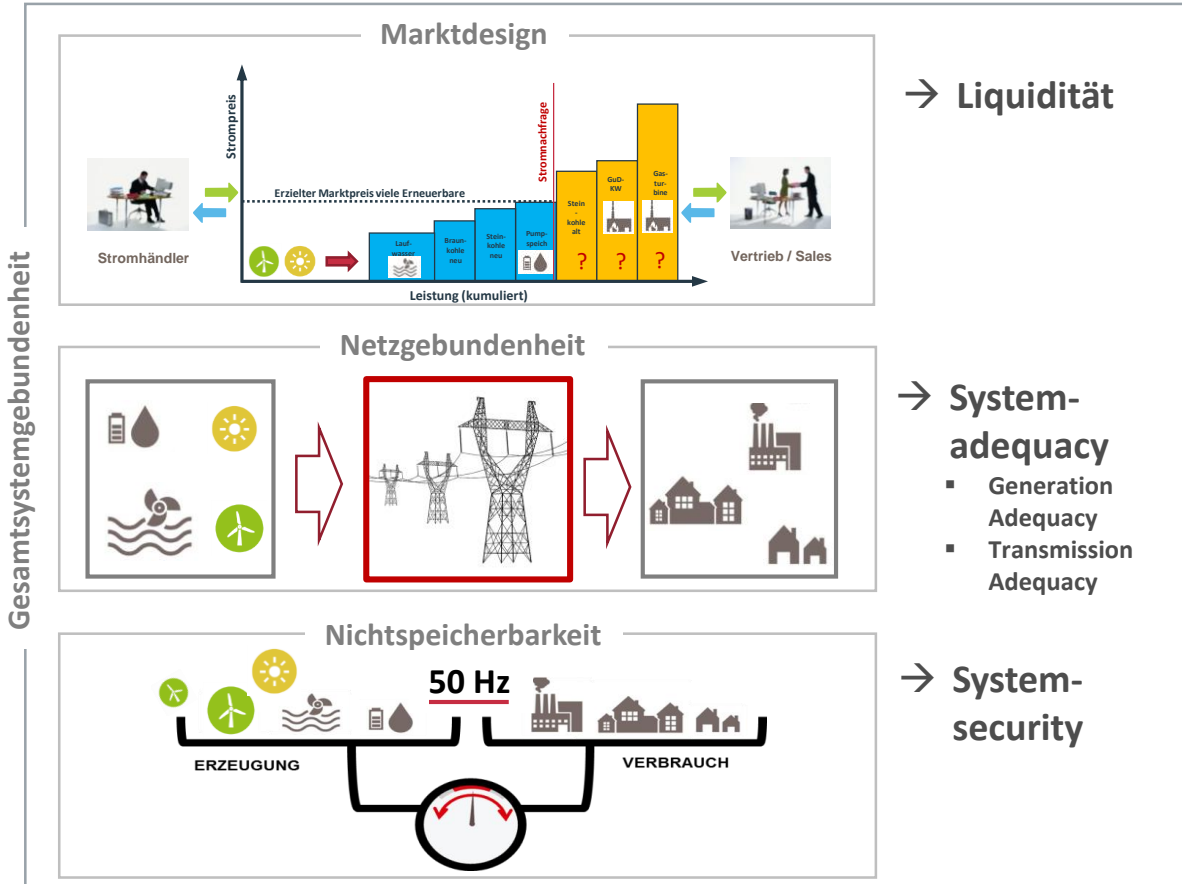 Gesamtsystemgebundenheit
Marktdesign
→ Liquidität
Strompreis
Stromnachfrage
Erzielter Marktpreis viele Erneuerbare
Lauf-
wasser
Braun-
kohle
neu
Stein-
kohle
neu
Pump-
speich
Stein
-
kohle
alt
?
GuD-
KW
?
Gas-
tur-
bine
?
Stromhändler
Vertrieb / Sales
Leistung (kumuliert)
Netzgebundenheit
→ System-
adequacy
▪ Generation
Adequacy
▪ Transmission
Adequacy
Nichtspeicherbarkeit
50 Hz
ERZEUGUNG
VERBRAUCH
→ System-
security